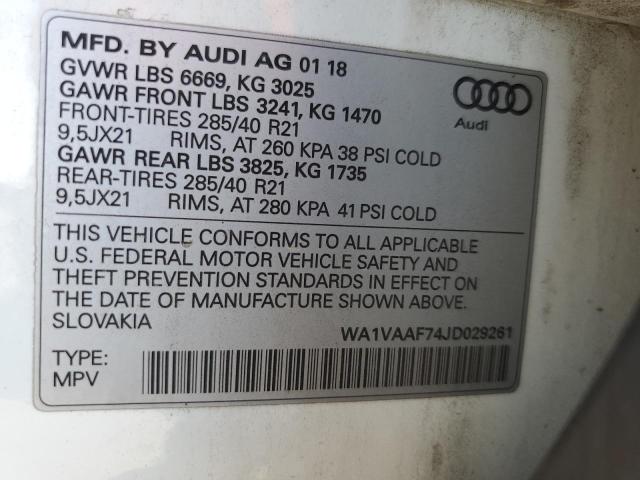 MFD. BY AUDI AG 01 18
GVWR LBS 6669, KG 3025
GAWR FRONT LBS 3241, KG 1470
FRONT-TIRES 285/40 R21
9,5JX21 RIMS, AT 260 KPA 38 PSI COLD
GAWR REAR LBS 3825, KG 1735
REAR-TIRES 285/40 R21
9,5JX21 RIMS, AT 280 KPA 41 PSI COLD
Audi
THIS VEHICLE CONFORMS TO ALL APPLICABLE
U.S. FEDERAL MOTOR VEHICLE SAFETY AND
THEFT PREVENTION STANDARDS IN EFFECT ON
THE DATE OF MANUFACTURE SHOWN ABOVE.
SLOVAKIA
WA1VAAF74JD029261
TYPE:
MPV